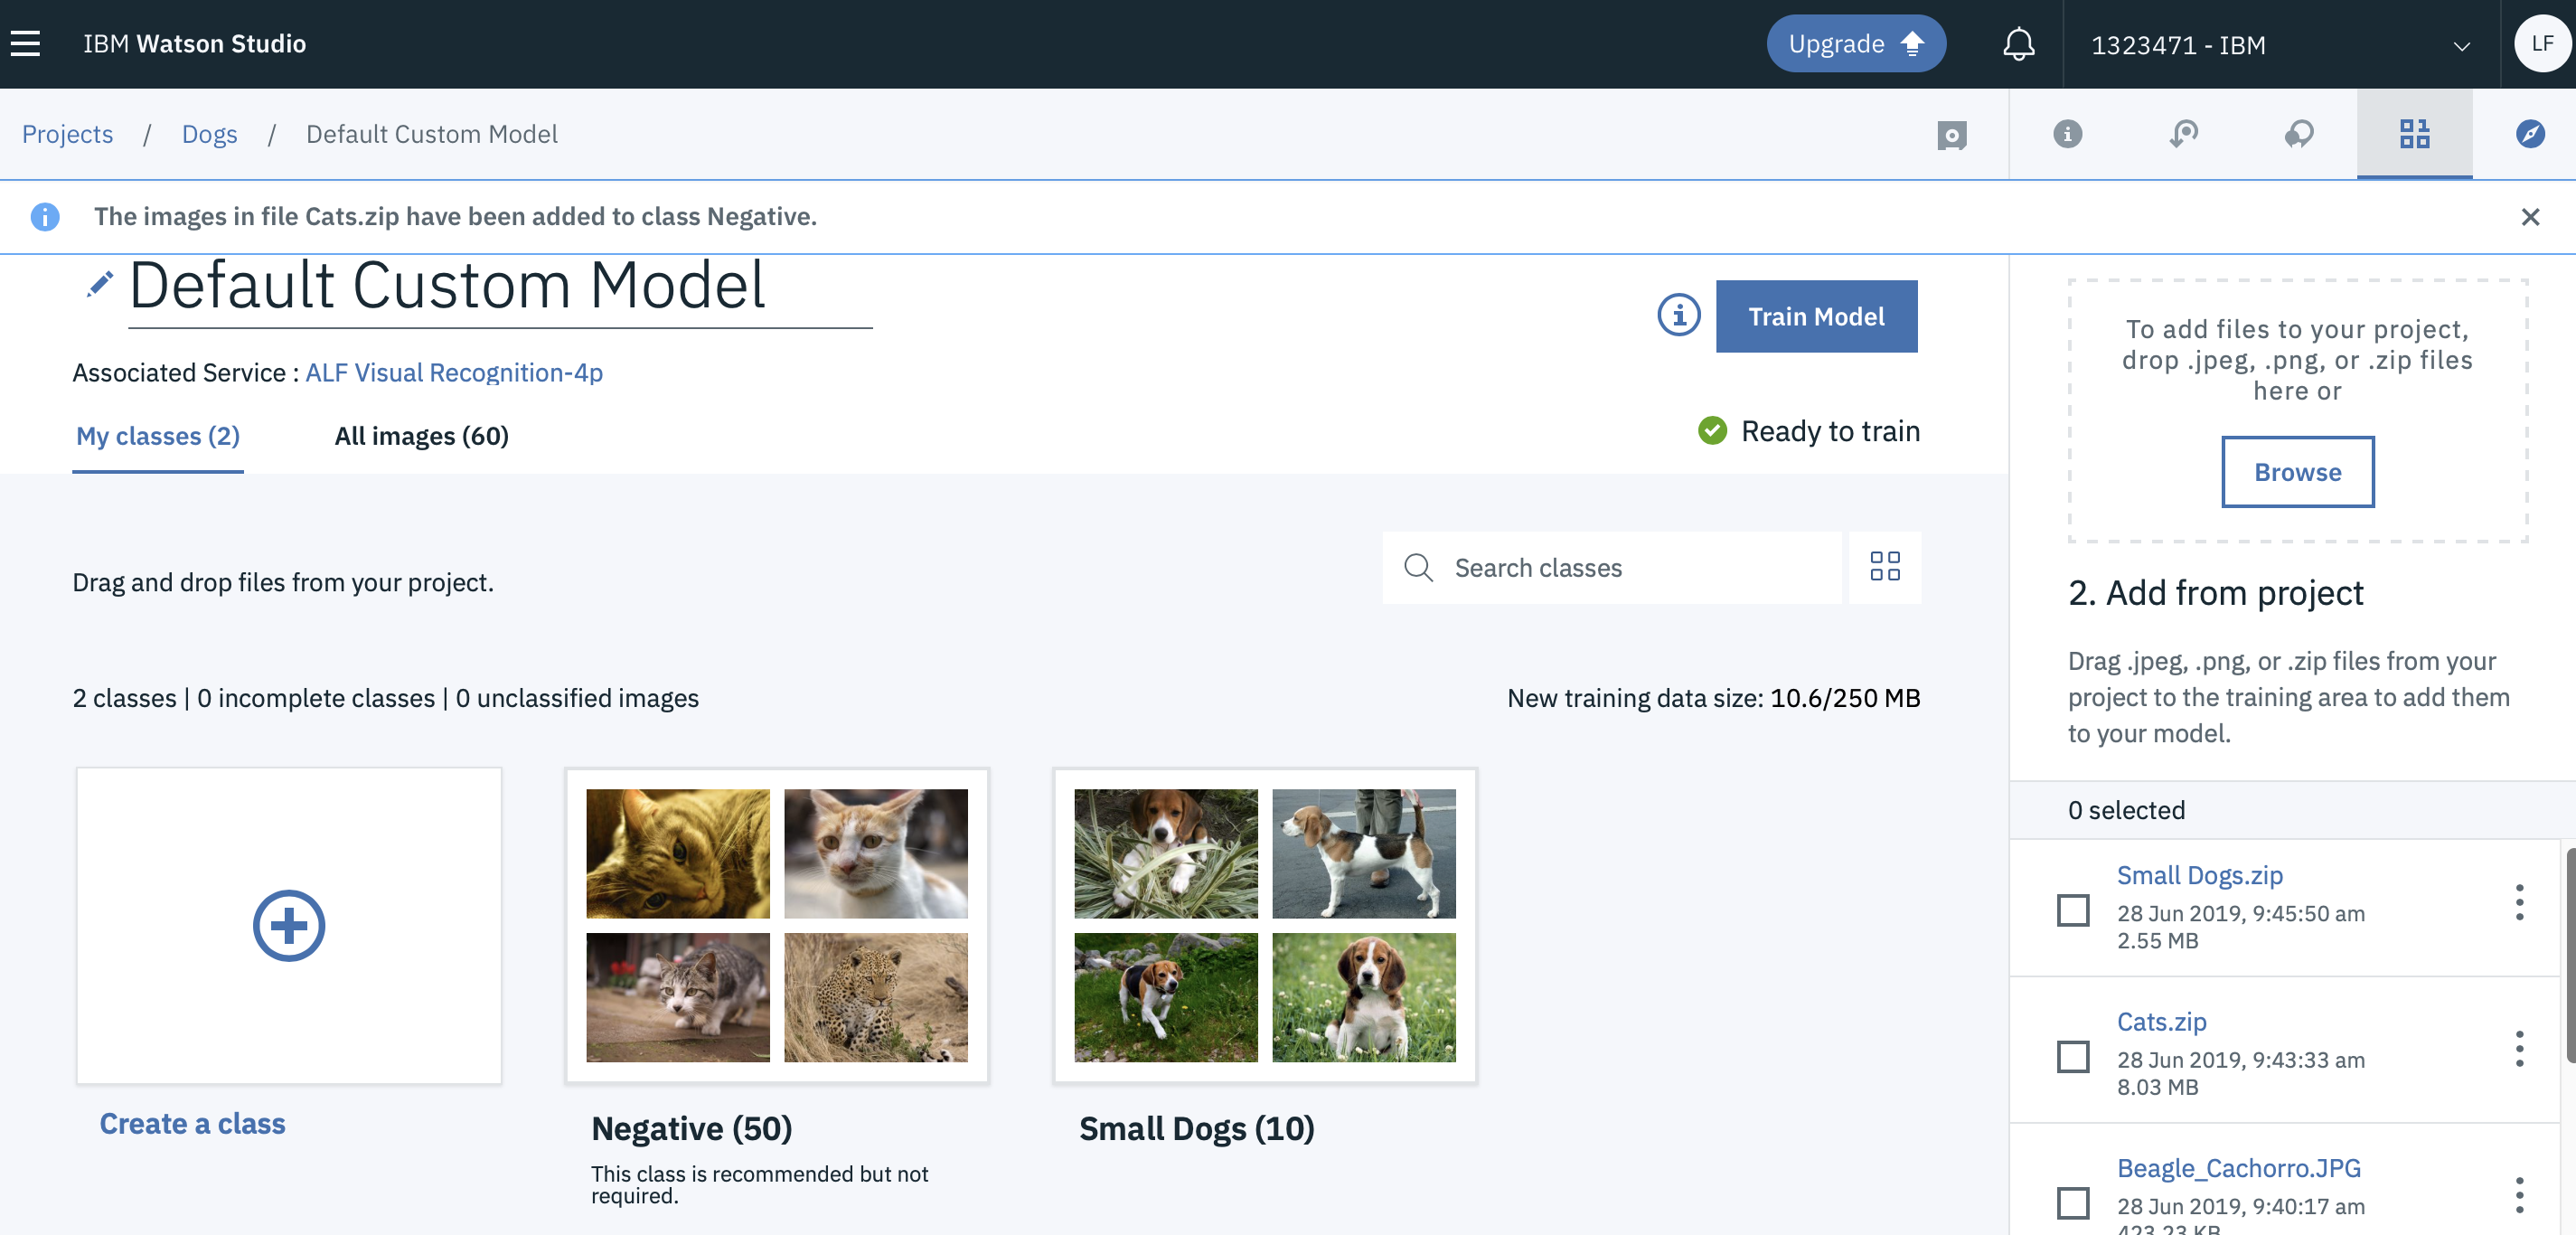 IBM Watson Studio
Upgrade
1323471 - IBM
LF
Projects / Dogs / Default Custom Model
The images in file Cats.zip have been added to class Negative.
Default Custom Model
Train Model
Associated Service : ALF Visual Recognition-4p
My classes (2)
All images (60)
Ready to train
Drag and drop files from your project.
Search classes
2 classes | 0 incomplete classes | 0 unclassified images
New training data size: 10.6/250 MB
Create a class
Negative (50)
This class is recommended but not
required.
Small Dogs (10)
To add files to your project,
drop .jpeg, .png, or .zip files
here or
Browse
2. Add from project
Drag .jpeg, .png, or .zip files from your
project to the training area to add them
to your model.
0 selected
Small Dogs.zip
28 Jun 2019, 9:45:50 am
2.55 MB
Cats.zip
28 Jun 2019, 9:43:33 am
8.03 MB
Beagle_Cachorro.JPG
28 Jun 2019, 9:40:17 am
423.23 KB